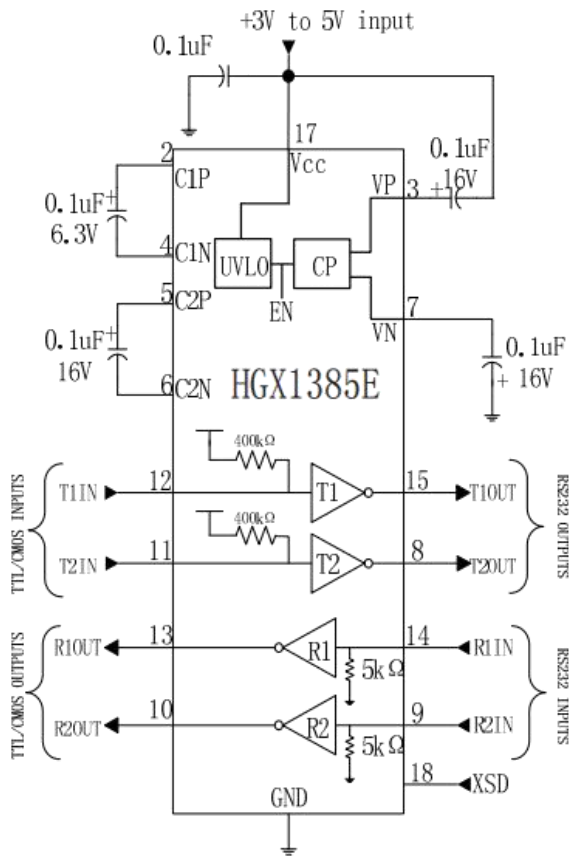 +3V to 5V input
0.1uF
17
Vcc
2
C1P
0.1uF
+
6.3V
4
C1N
5
C2P
0.1uF
+
16V
6
C2N
UVLO
CP
EN
VP
3
0.1uF
+
16V
VN
7
0.1uF
+ 16V
HGX1385E
TTL/CMOS INPUTS
T1IN
12
400kΩ
T1
15
T1OUT
T2IN
11
400kΩ
T2
8
T2OUT
RS232 OUTPUTS
TTL/CMOS OUTPUTS
R1OUT
13
R1
14
R1IN
5kΩ
R2OUT
10
R2
9
R2IN
5kΩ
RS232 INPUTS
18
XSD
GND